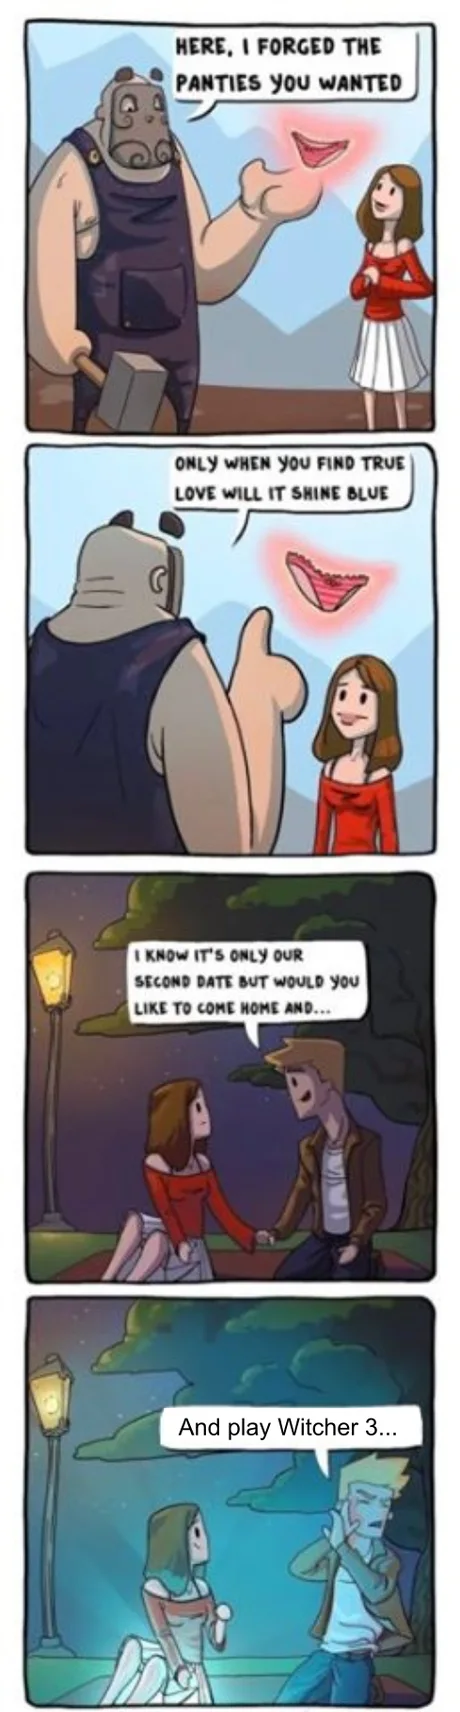 HERE, I FORGED THE
PANTIES YOU WANTED
ONLY WHEN YOU FIND TRUE
LOVE WILL IT SHINE BLUE
I KNOW IT'S ONLY OUR
SECOND DATE BUT WOULD YOU
LIKE TO COME HOME AND...
And play Witcher 3...